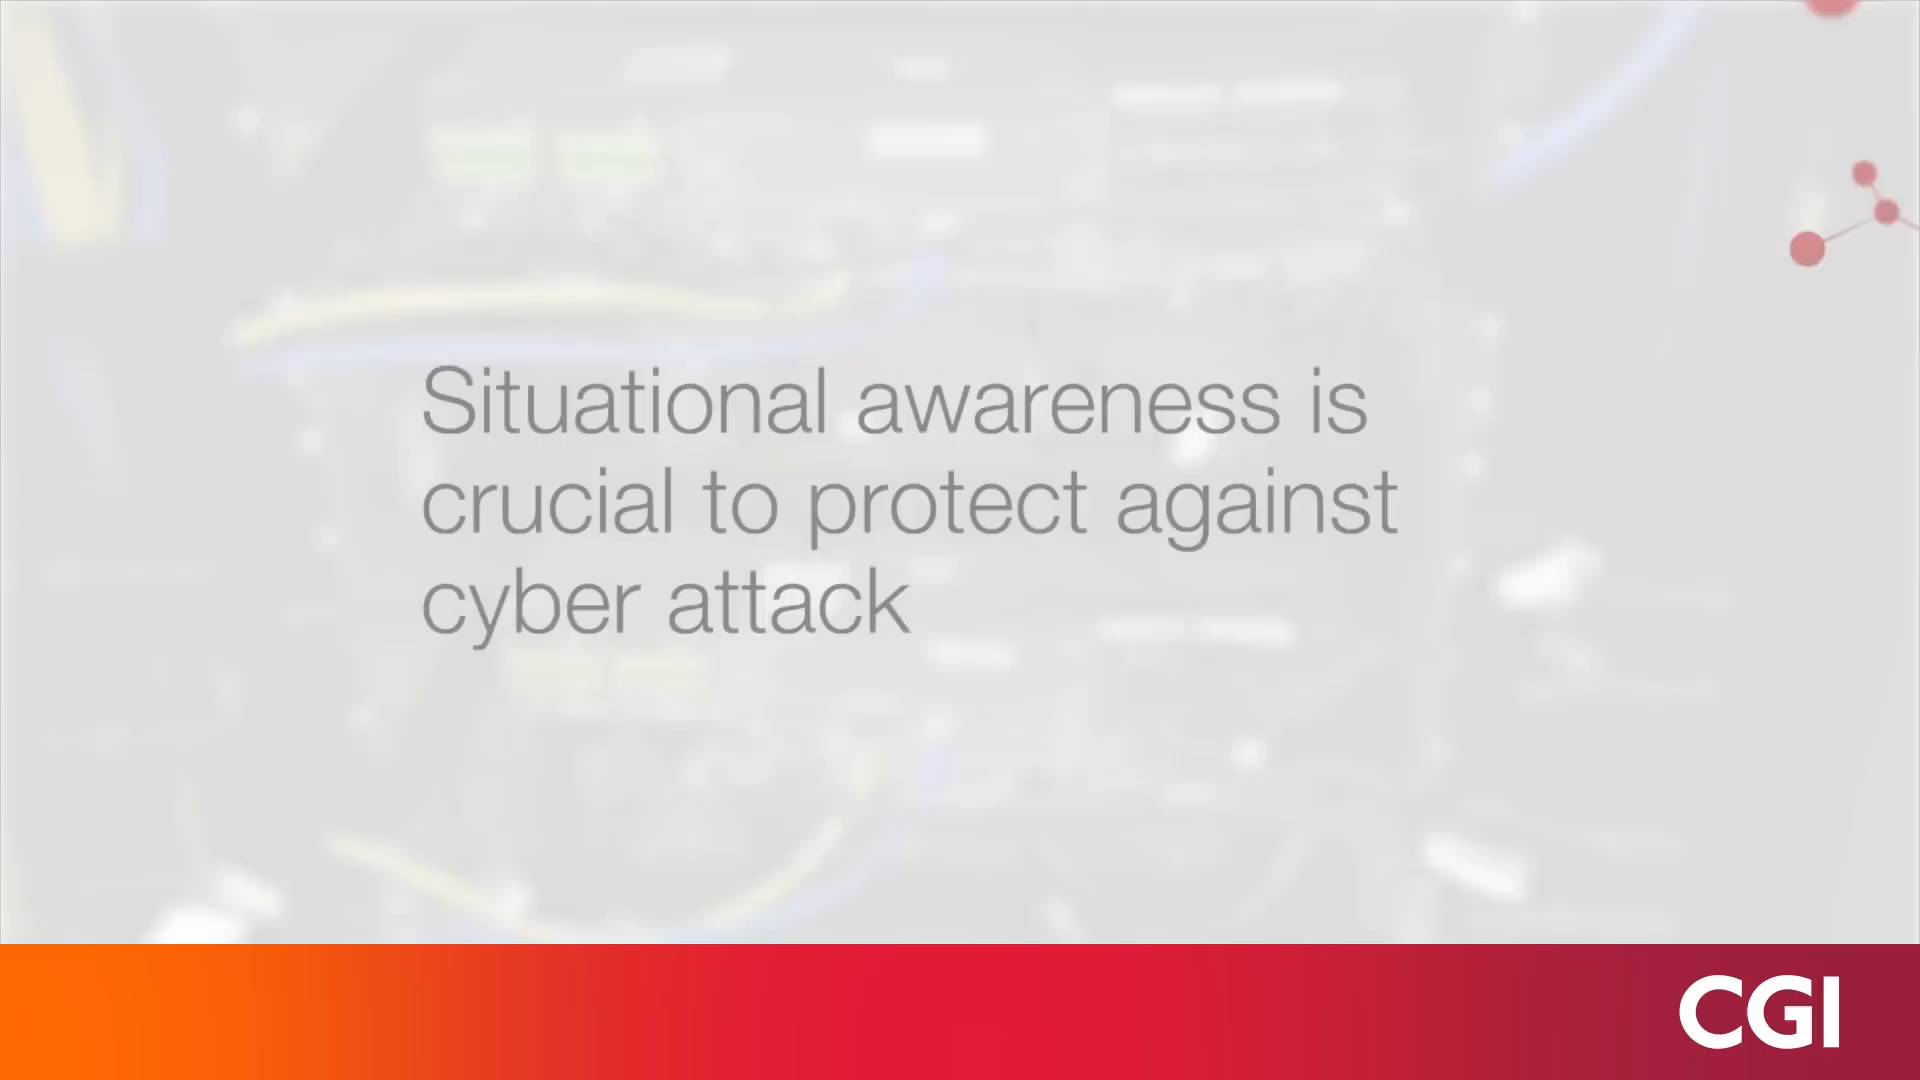 Situational awareness is
crucial to protect against
cyber attack
CGI